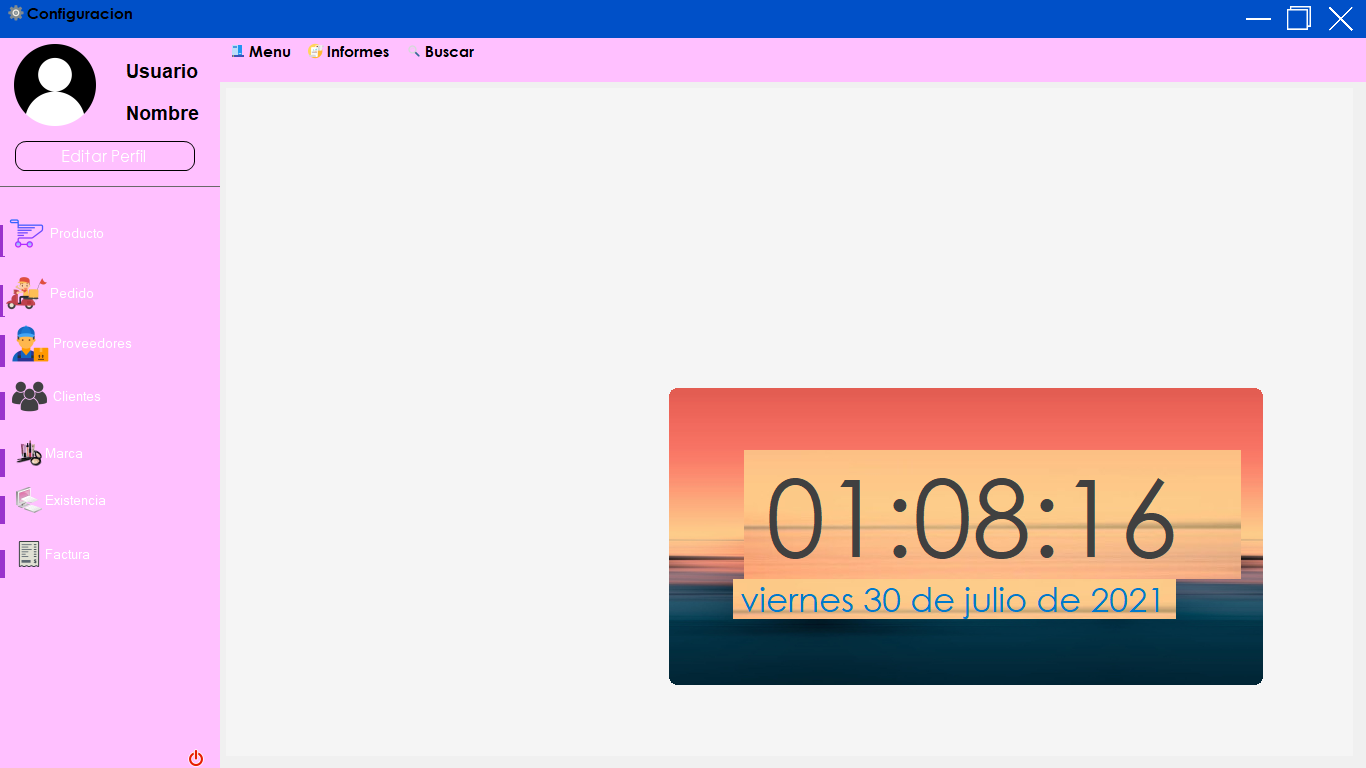 Configuracion
Menu Informes Buscar
Usuario
Nombre
Editar Perfil
Producto
Pedido
Proveedores
Clientes
Marca
Existencia
Factura
01:08:16
viernes 30 de julio de 2021